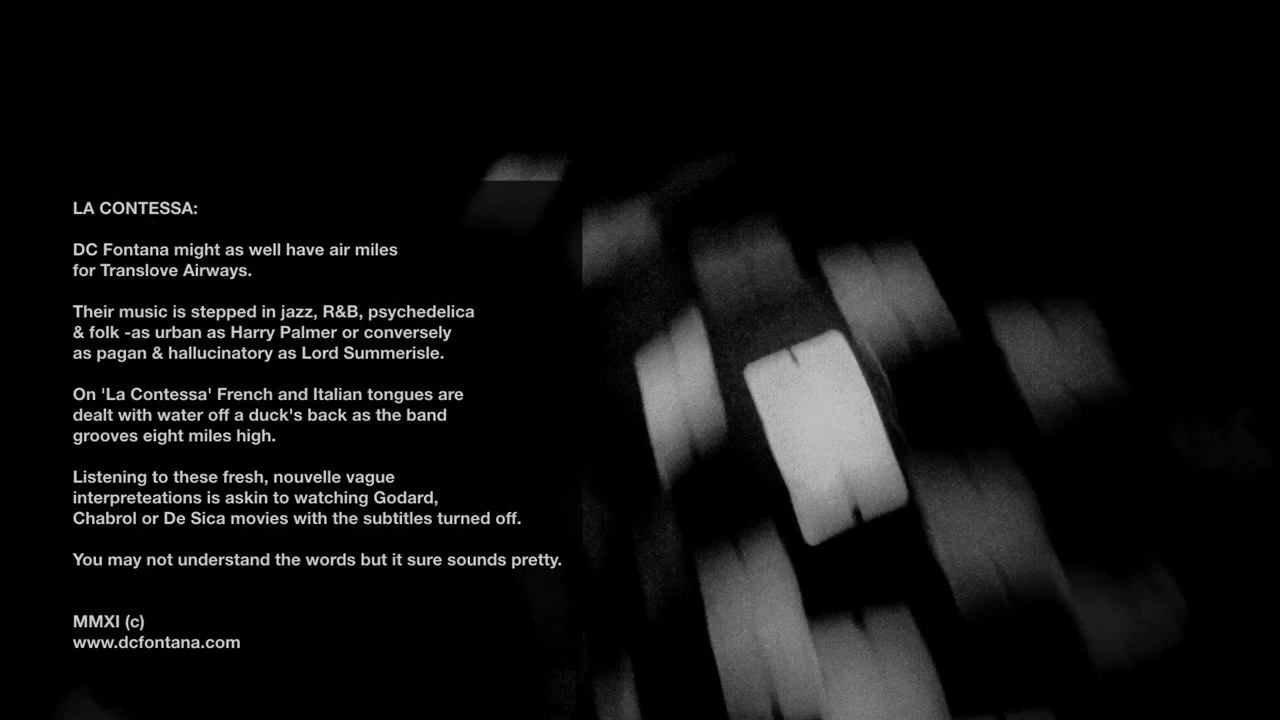 LA CONTESSA:
DC Fontana might as well have air miles
for Translove Airways.
Their music is stepped in jazz, R&B, psychedelica
& folk -as urban as Harry Palmer or conversely
as pagan & hallucinatory as Lord Summerisle.
On 'La Contessa' French and Italian tongues are
dealt with water off a duck's back as the band
grooves eight miles high.
Listening to these fresh, nouvelle vague
interpreteations is askin to watching Godard,
Chabrol or De Sica movies with the subtitles turned off.
You may not understand the words but it sure sounds pretty.
MMXI (c)
www.dcfontana.com